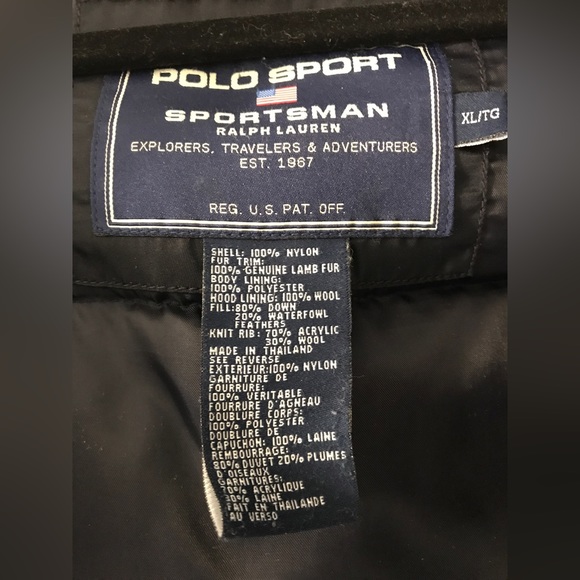 POLO SPORT
SPORTSMAN
RALPH LAUREN
EXPLORERS, TRAVELERS & ADVENTURERS
EST. 1967
REG. U.S. PAT. OFF.
XL/TG
SHELL: 100% NYLON
FUR TRIM:
100% GENUINE LAMB FUR
BODY LINING:
100% POLYESTER
HOOD LINING: 100% WOOL
FILL: 80% DOWN
20% WATERFOWL
FEATHERS
KNIT RIB: 70% ACRYLIC
30% WOOL
MADE IN THAILAND
SEE REVERSE
EXTERIEUR:100% NYLON
GARNITURE DE
FOURRURE:
100% VERITABLE
FOURRURE D'AGNEAU
DOUBLURE CORPS:
100% POLYESTER
DOUBLURE DE
CAPUCHON: 100% LAINE
REMBOURRAGE:
80% DUVET 20% PLUMES
D'OISEAUX
GARNITURES:
70% ACRYLIQUE
30% LAINE
FAIT EN THAILANDE
AU VERSO